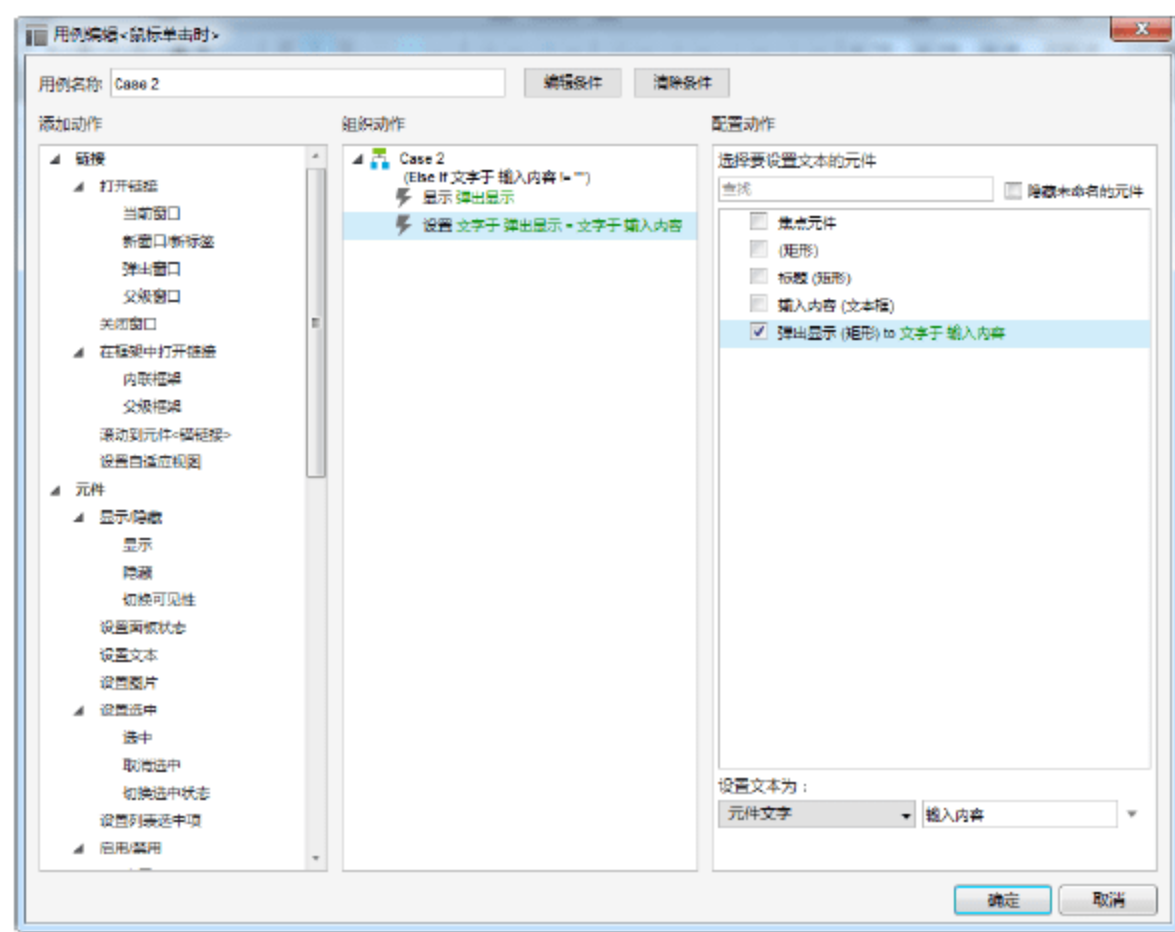 用例编辑<鼠标单击时>
用例名称 Case 2 编辑条件 清除条件
添加动作 组织动作 配置动作
链接
打开链接
当前窗口
新窗口/新标签
弹出窗口
父级窗口
关闭窗口
在框架中打开链接
内联框架
父级框架
滚动到元件<锚链接>
设置自适应视图
元件
显示/隐藏
显示
隐藏
切换可见性
设置面板状态
设置文本
设置图片
设置选中
选中
取消选中
切换选中状态
设置列表选中项
启用/禁用
Case 2
(Else If 文字于 输入内容 != "")
显示 弹出显示
设置 文字于 弹出显示 = 文字于 输入内容
选择要设置文本的元件
查找 隐藏未命名的元件
焦点元件
(矩形)
标题 (矩形)
输入内容 (文本框)
弹出显示 (矩形) to 文字于 输入内容
设置文本为：
元件文字 输入内容
确定 取消